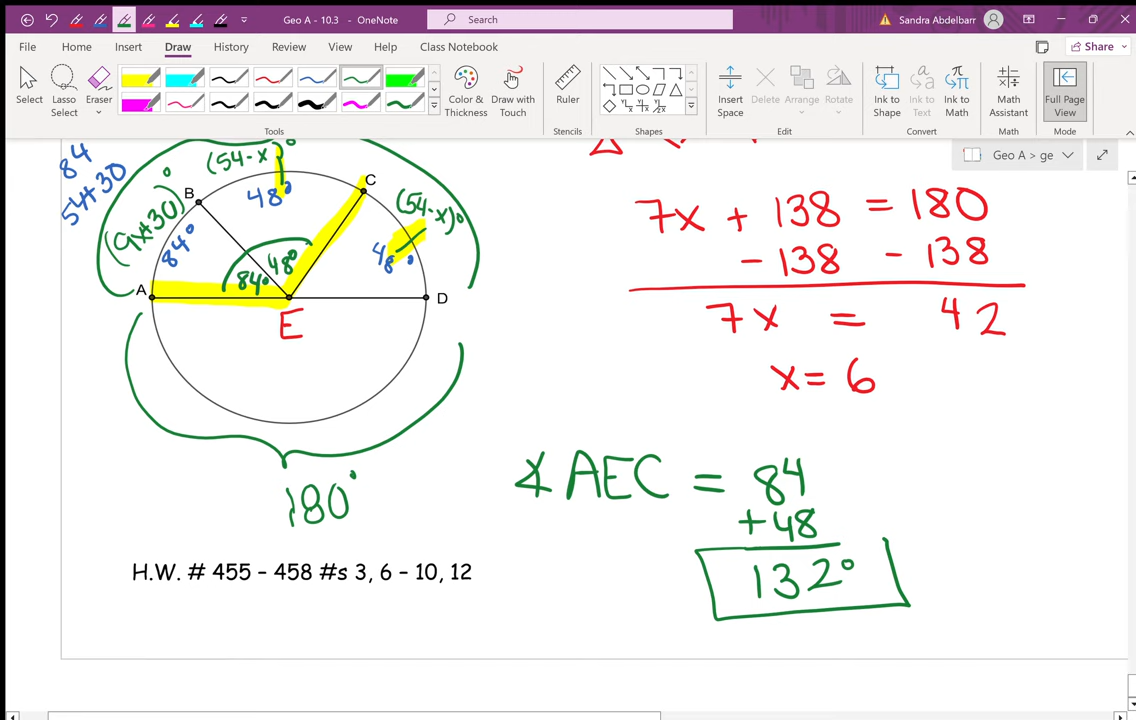 Geo A - 10.3 - OneNote
Search
Sandra Abdelbarr
File Home Insert Draw History Review View Help Class Notebook
Share
Select
Lasso Select
Eraser
Color & Thickness
Draw with Touch
Ruler
Insert Space
Delete
Arrange
Rotate
Ink to Shape
Ink to Text
Ink to Math
Math Assistant
Full Page View
Tools
Stencils
Shapes
Edit
Convert
Math
Mode
Geo A > ge
84
54+30
(54-x)°
B
48°
C
(54-x)°
(9x+30)°
84°
48°
48°
84°
A
D
E
180°
7x + 138 = 180
- 138 - 138
7x = 42
x = 6
∡ AEC = 84
+48
132°
H.W. # 455 – 458 #s 3, 6 – 10, 12